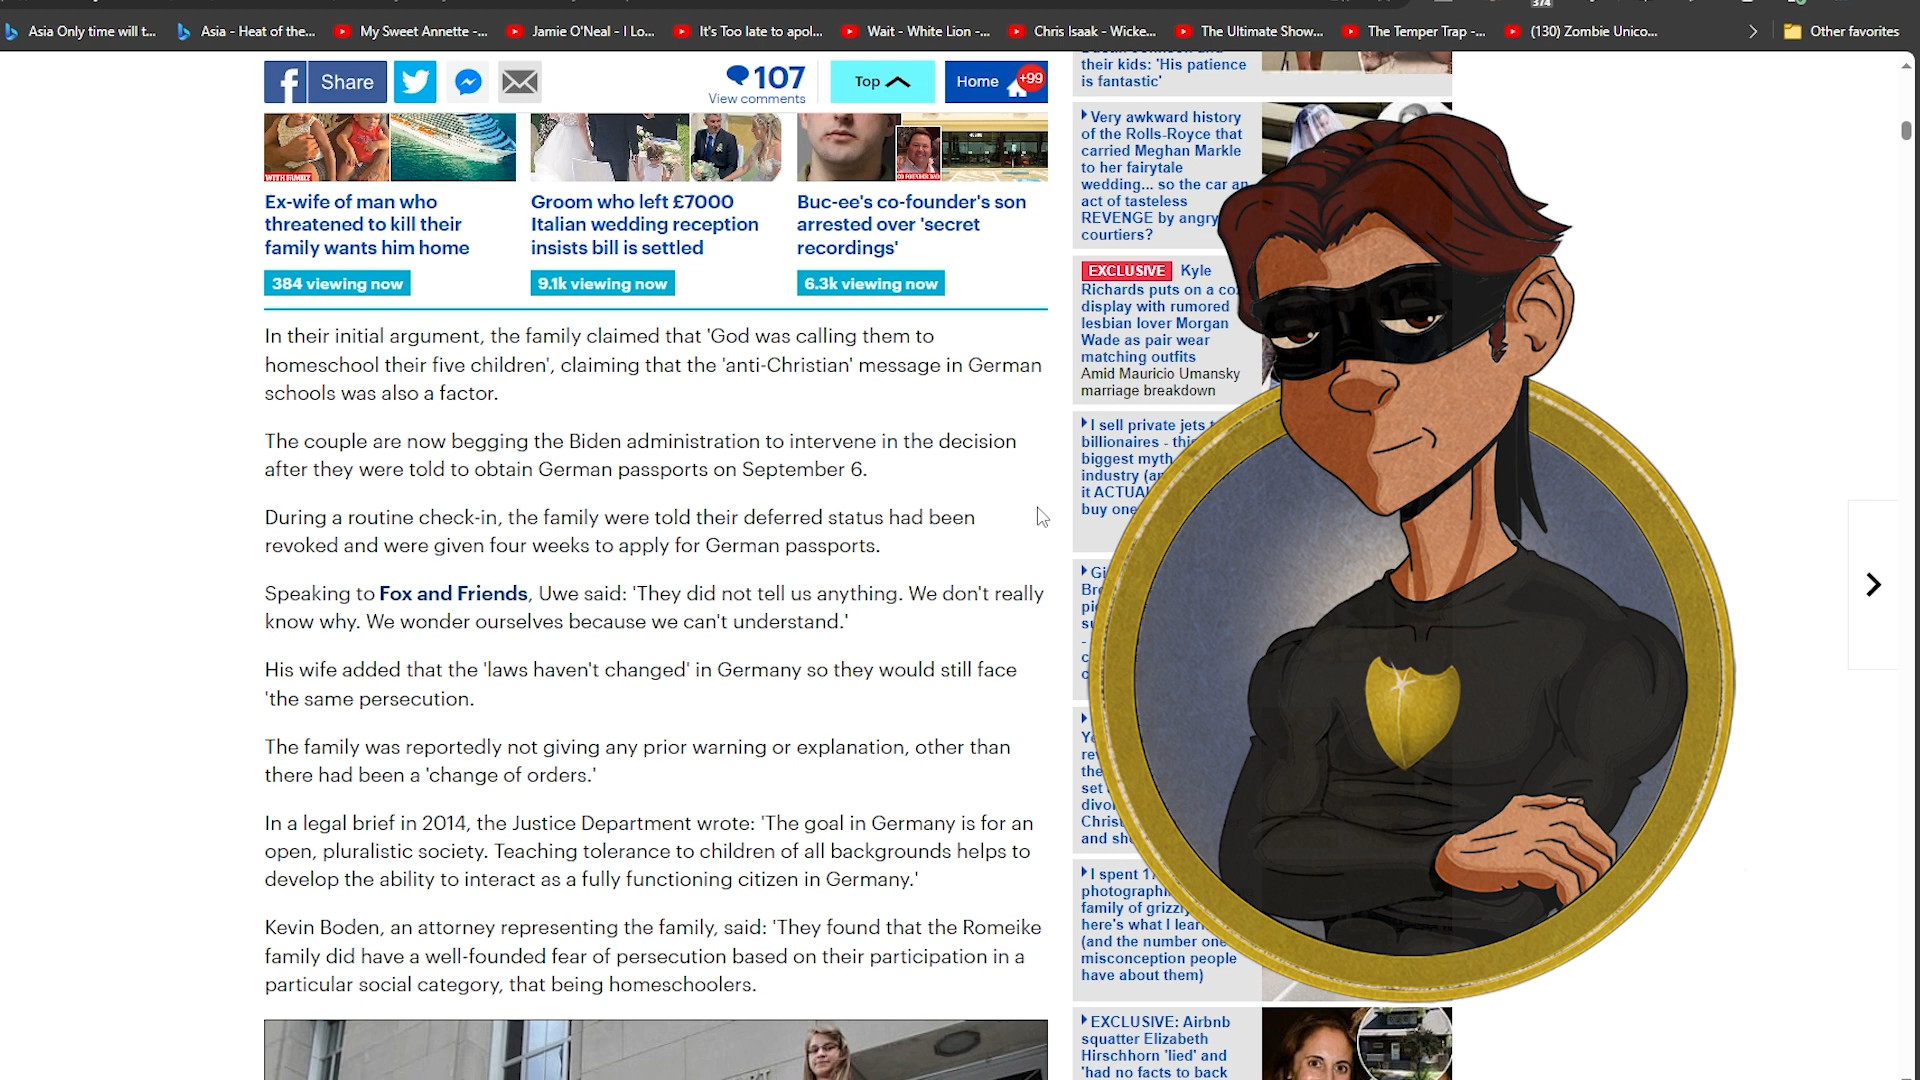 374
Asia Only time will t...
Asia - Heat of the...
My Sweet Annette -...
Jamie O'Neal - I Lo...
It's Too late to apol...
Wait - White Lion -...
Chris Isaak - Wicke...
The Ultimate Show...
The Temper Trap -...
(130) Zombie Unico...
Other favorites
Share
107
View comments
Top
Home
+99
WITH FAMILY
Ex-wife of man who
threatened to kill their
family wants him home
384 viewing now
Groom who left £7000
Italian wedding reception
insists bill is settled
9.1k viewing now
Buc-ee's co-founder's son
arrested over 'secret
recordings'
6.3k viewing now
In their initial argument, the family claimed that 'God was calling them to
homeschool their five children', claiming that the 'anti-Christian' message in German
schools was also a factor.
The couple are now begging the Biden administration to intervene in the decision
after they were told to obtain German passports on September 6.
During a routine check-in, the family were told their deferred status had been
revoked and were given four weeks to apply for German passports.
Speaking to Fox and Friends, Uwe said: 'They did not tell us anything. We don't really
know why. We wonder ourselves because we can't understand.'
His wife added that the 'laws haven't changed' in Germany so they would still face
'the same persecution.
The family was reportedly not giving any prior warning or explanation, other than
there had been a 'change of orders.'
In a legal brief in 2014, the Justice Department wrote: 'The goal in Germany is for an
open, pluralistic society. Teaching tolerance to children of all backgrounds helps to
develop the ability to interact as a fully functioning citizen in Germany.'
Kevin Boden, an attorney representing the family, said: 'They found that the Romeike
family did have a well-founded fear of persecution based on their participation in a
particular social category, that being homeschoolers.
their kids: 'His patience
is fantastic'
Very awkward history
of the Rolls-Royce that
carried Meghan Markle
to her fairytale
wedding... so the car an
act of tasteless
REVENGE by angry
courtiers?
EXCLUSIVE Kyle
Richards puts on a co
display with rumored
lesbian lover Morgan
Wade as pair wear
matching outfits
Amid Mauricio Umansky
marriage breakdown
I sell private jets
billionaires - thi
biggest myth
industry (a
it ACTUA
buy one
Gi
Bre
pi
su
-
c
c
Ye
rev
the
set
divo
Chris
and sh
I spent 1
photographi
family of grizzly
here's what I lear
(and the number one
misconception people
have about them)
EXCLUSIVE: Airbnb
squatter Elizabeth
Hirschhorn 'lied' and
'had no facts to back